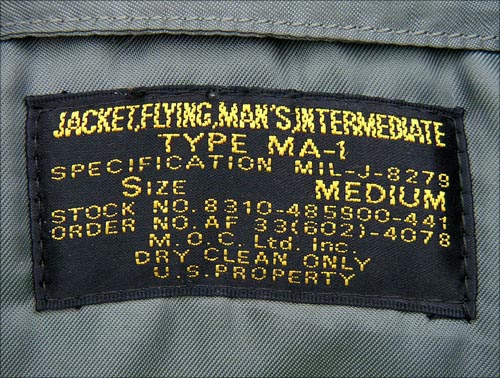 JACKET,FLYING,MAN'S,INTERMEDIATE
TYPE MA-1
SPECIFICATION MIL-J-8279
SIZE MEDIUM
STOCK NO. 8310-485900-441
ORDER NO. AF 33(602)-4078
M.O.C. Ltd. Inc.
DRY CLEAN ONLY
U.S. PROPERTY